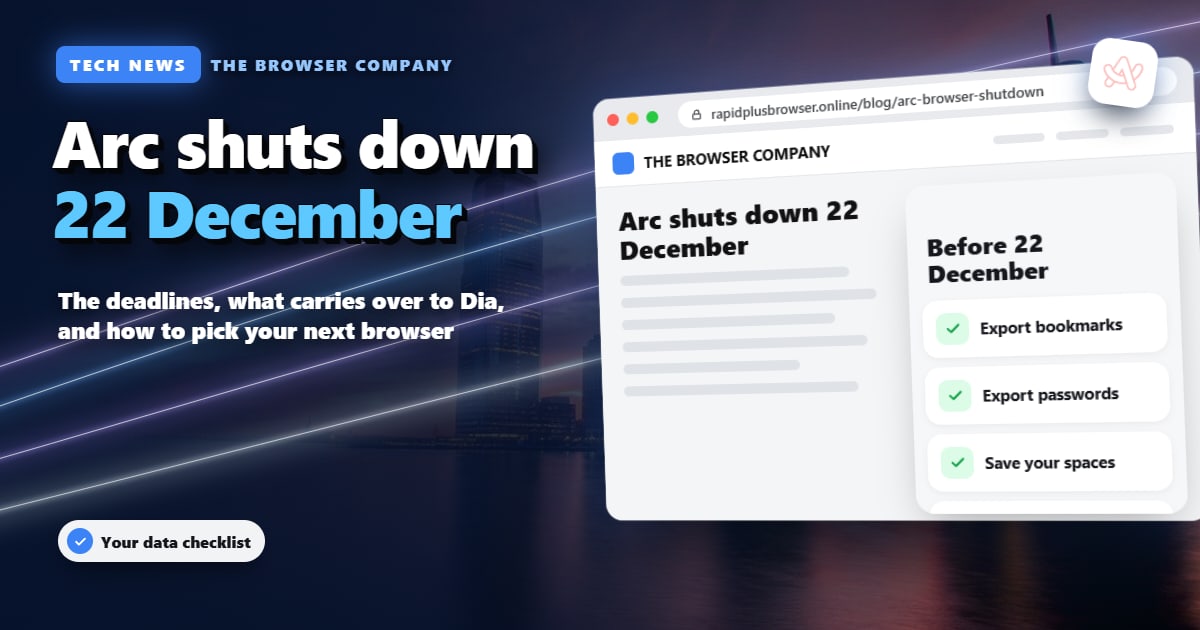 TECH NEWS
THE BROWSER COMPANY
Arc shuts down
22 December
The deadlines, what carries over to Dia,
and how to pick your next browser
Your data checklist
rapidplusbrowser.online/blog/arc-browser-shutdown
THE BROWSER COMPANY
Arc shuts down 22
December
Before 22
December
Export bookmarks
Export passwords
Save your spaces